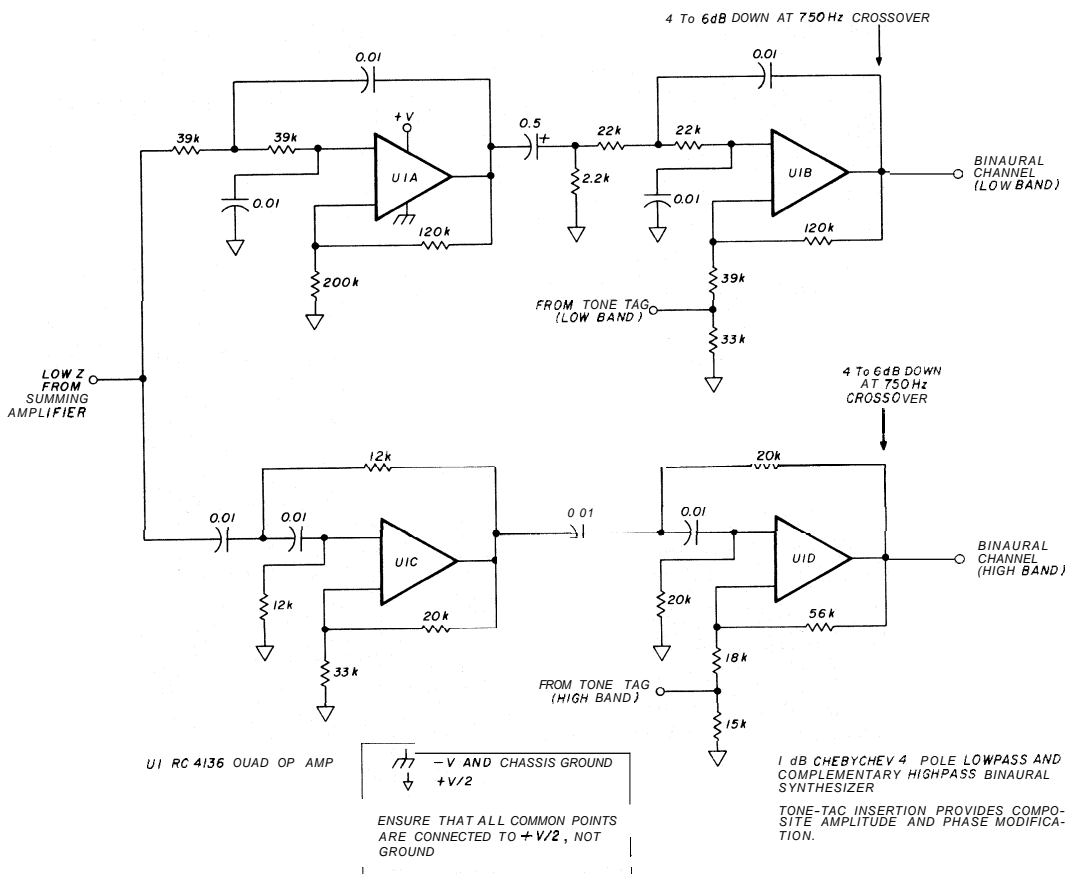 4 To 6dB DOWN AT 750 Hz CROSSOVER
0.01
0.01
+V
39k
39k
0.5
+
22k
22k
U1A
U1B
BINAURAL
CHANNEL
(LOW BAND)
2.2k
0.01
0.01
120k
120k
200k
39k
FROM TONE TAG
(LOW BAND)
33k
LOW Z
FROM
SUMMING
AMPLIFIER
4 To 6dB DOWN
AT 750Hz
CROSSOVER
12k
20k
0.01
0.01
0 01
0.01
U1C
U1D
BINAURAL
CHANNEL
(HIGH BAND)
12k
20k
20k
56k
33k
18k
FROM TONE TAG
(HIGH BAND)
15k
U1 RC 4136 OUAD OP AMP
-V AND CHASSIS GROUND
+V/2
ENSURE THAT ALL COMMON POINTS
ARE CONNECTED TO +V/2, NOT
GROUND
1 dB CHEBYCHEV 4 POLE LOWPASS AND
COMPLEMENTARY HIGHPASS BINAURAL
SYNTHESIZER
TONE-TAC INSERTION PROVIDES COMPO-
SITE AMPLITUDE AND PHASE MODIFICA-
TION.